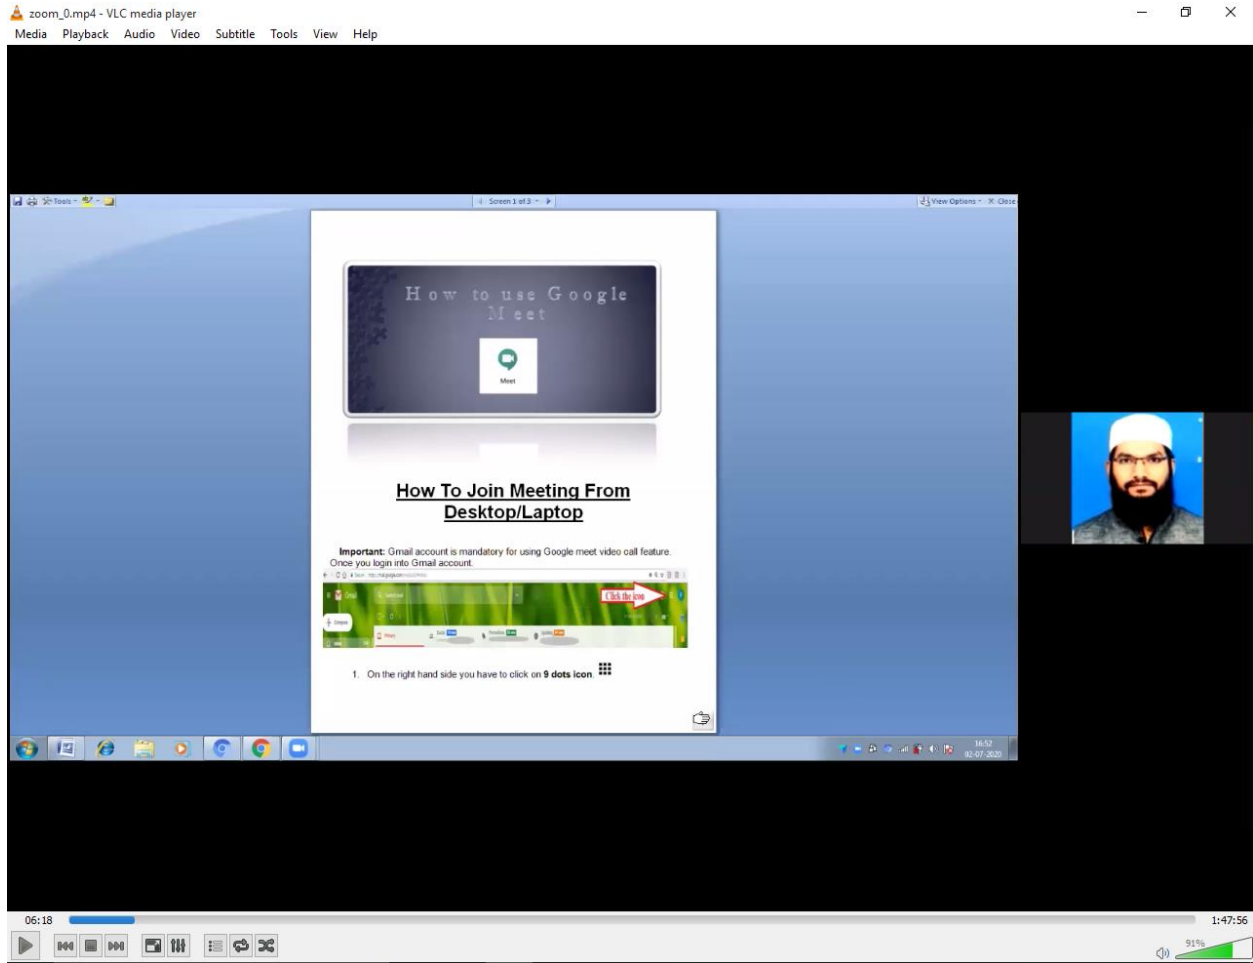 zoom_0.mp4 - VLC media player
Media Playback Audio Video Subtitle Tools View Help
Tools
Screen 1 of 3
View Options
Close
How to use Google
Meet
Meet
How To Join Meeting From
Desktop/Laptop
Important: Gmail account is mandatory for using Google meet video call feature.
Once you login into Gmail account.
Gmail
Click the icon
Compose
Primary
1. On the right hand side you have to click on 9 dots icon.
16:52
02-07-2020
06:18
1:47:56
91%